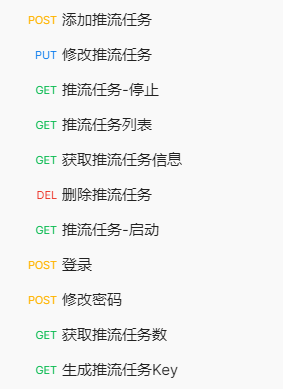 POST 添加推流任务
PUT 修改推流任务
GET 推流任务-停止
GET 推流任务列表
GET 获取推流任务信息
DEL 删除推流任务
GET 推流任务-启动
POST 登录
POST 修改密码
GET 获取推流任务数
GET 生成推流任务Key